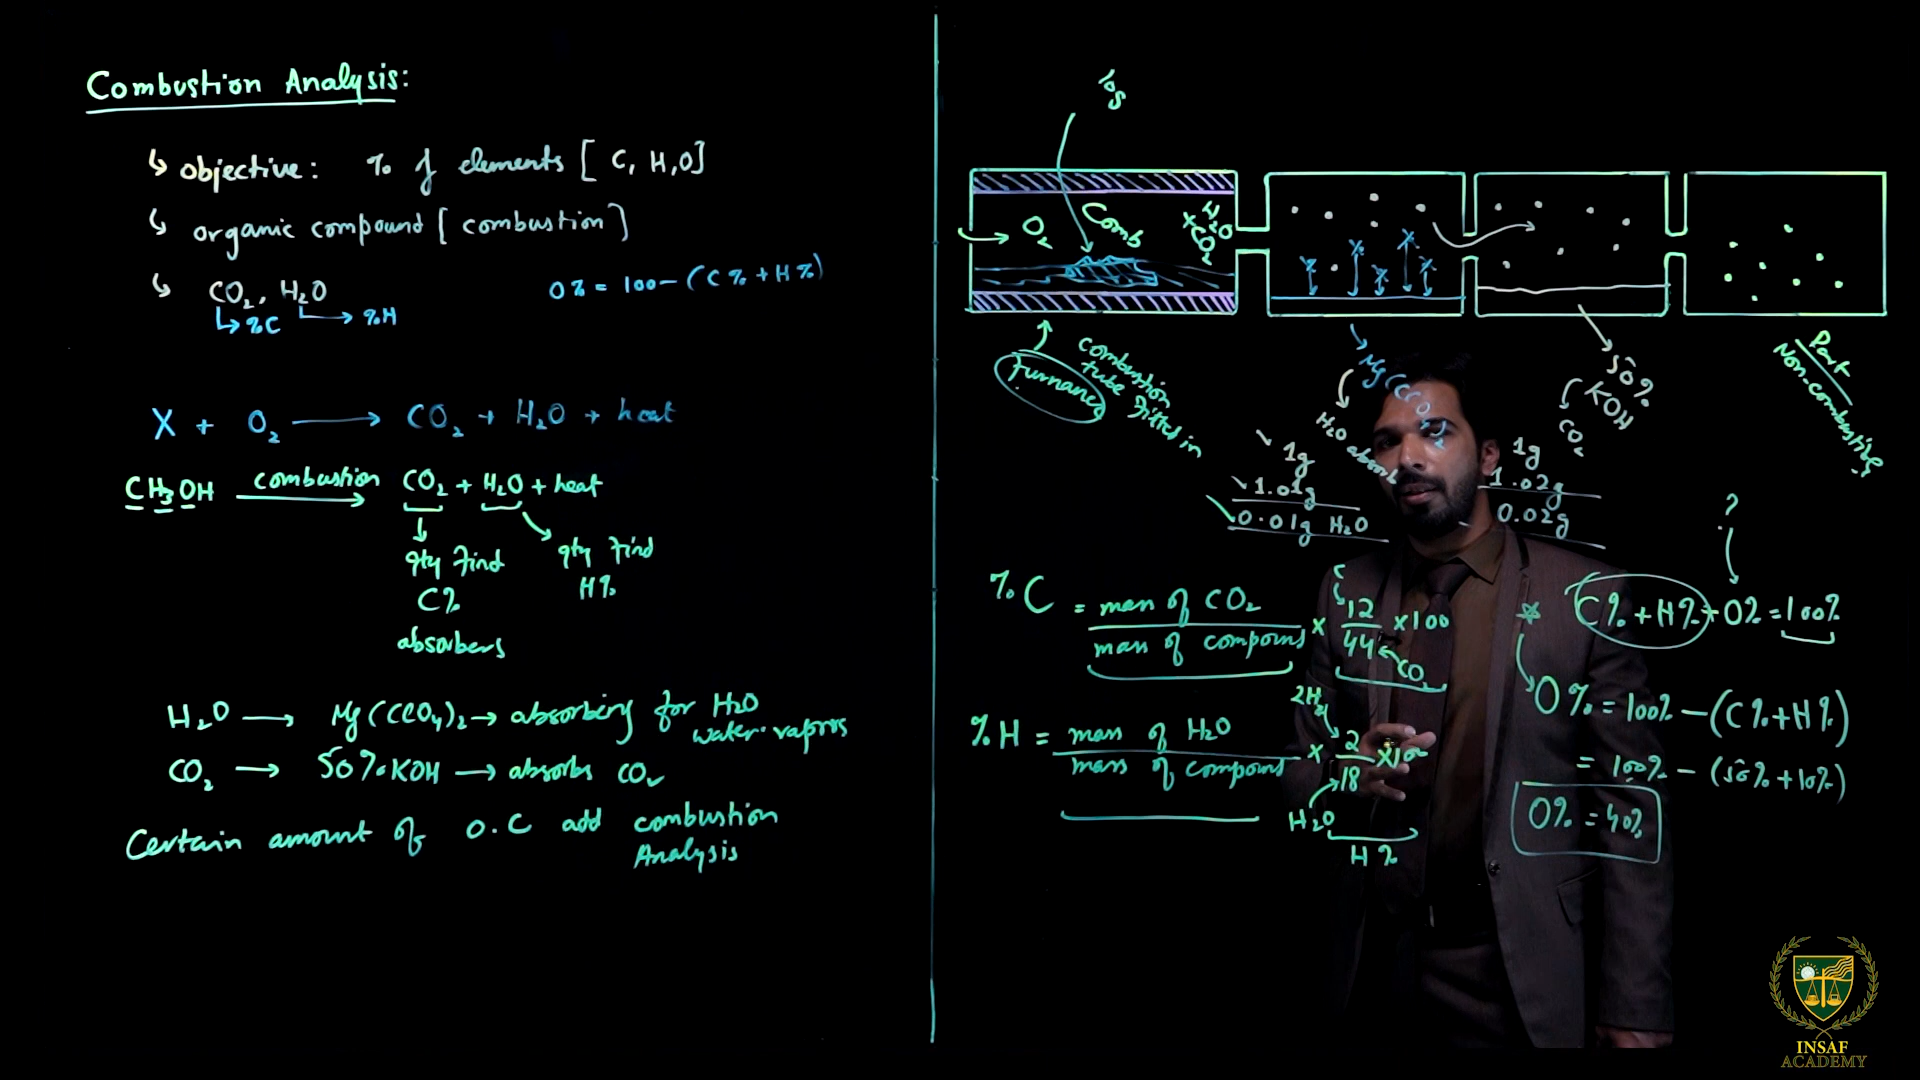 Combustion Analysis:
↳ objective: % of elements [C, H, O]
↳ organic compound [combustion]
↳ CO₂, H₂O
↳ %C → %H
O% = 100 - (C% + H%)
X + O₂ → CO₂ + H₂O + heat
CH₃OH combustion → CO₂ + H₂O + heat
qty find
C%
absorbers
qty find
H%
H₂O → Mg(ClO₄)₂ → absorbing for H₂O
water vapors
CO₂ → 50% KOH → absorbs CO₂
Certain amount of O.C add combustion
Analysis
O₂
Comb
H₂O
CO₂
Furnance
combustion
tube fitted in
H₂O absorb
50%
KOH
CO₂
Part
Non-combustive
1g
1.01g
0.01g H₂O
1g
1.02g
0.02g
?
%C = mass of CO₂ / mass of compound × 12/44 × 100
C
CO₂
%H = mass of H₂O / mass of compound × 2/18 × 100
2H
H₂O
H%
* C% + H% + O% = 100%
O% = 100% - (C% + H%)
= 100% - (50% + 10%)
O% = 40%
INSAF
ACADEMY